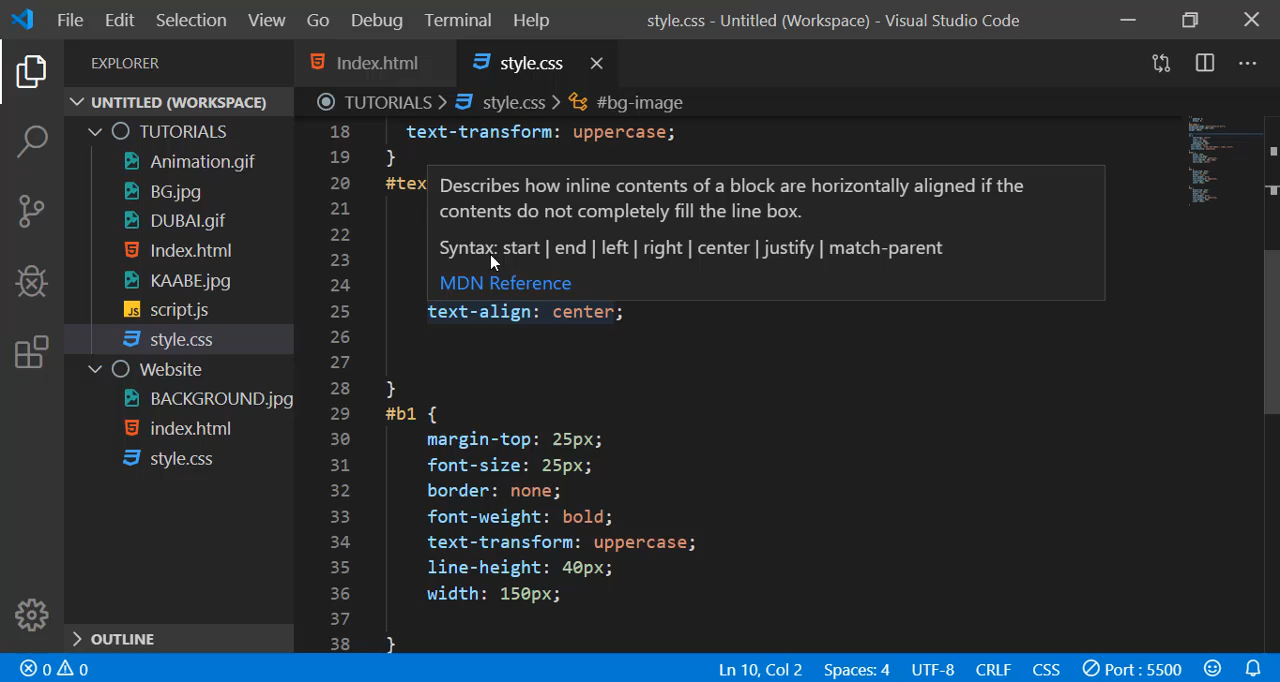 File Edit Selection View Go Debug Terminal Help style.css - Untitled (Workspace) - Visual Studio Code
EXPLORER
UNTITLED (WORKSPACE)
TUTORIALS
Animation.gif
BG.jpg
DUBAI.gif
Index.html
KAABE.jpg
JS script.js
style.css
Website
BACKGROUND.jpg
index.html
style.css
OUTLINE
Index.html style.css
TUTORIALS > style.css > #bg-image
18 text-transform: uppercase;
19 }
20 #tex
21
22
23
24
Describes how inline contents of a block are horizontally aligned if the
contents do not completely fill the line box.
Syntax: start | end | left | right | center | justify | match-parent
MDN Reference
25 text-align: center;
26
27
28 }
29 #b1 {
30 margin-top: 25px;
31 font-size: 25px;
32 border: none;
33 font-weight: bold;
34 text-transform: uppercase;
35 line-height: 40px;
36 width: 150px;
37
38 }
0 0 Ln 10, Col 2 Spaces: 4 UTF-8 CRLF CSS Port : 5500